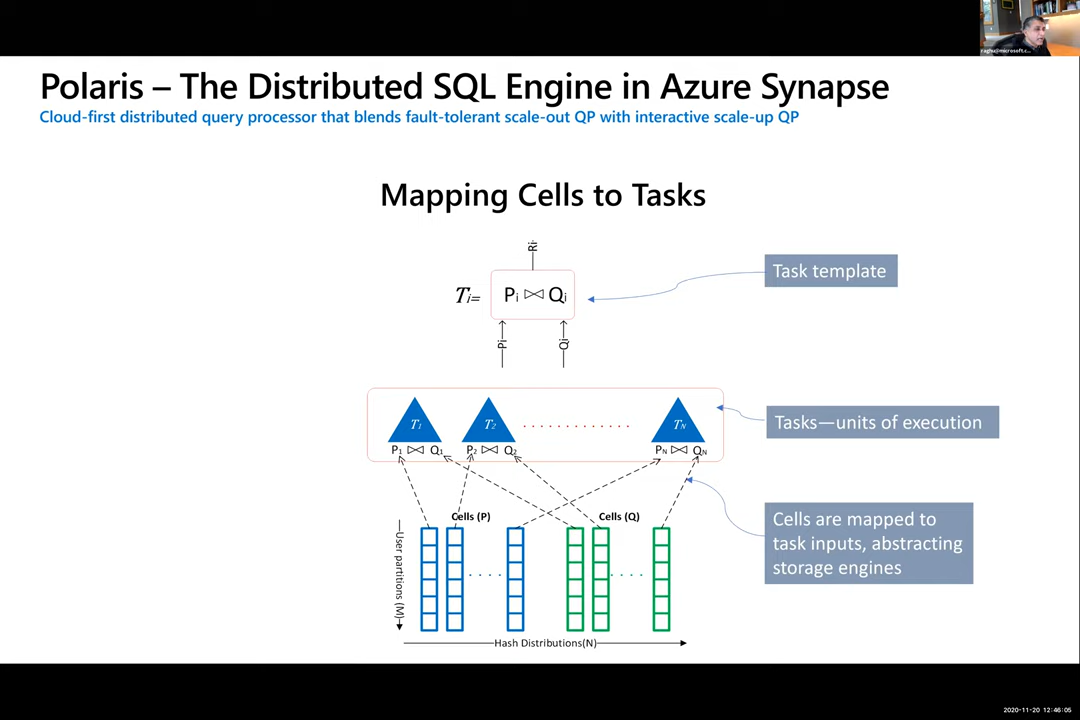 raghu@microsoft.c...
Polaris – The Distributed SQL Engine in Azure Synapse
Cloud-first distributed query processor that blends fault-tolerant scale-out QP with interactive scale-up QP
Mapping Cells to Tasks
Ri
Task template
Ti= Pi ⋈ Qi
Pi Qi
Tasks—units of execution
T1 T2 TN
P1 ⋈ Q1 P2 ⋈ Q2 PN ⋈ QN
Cells are mapped to
task inputs, abstracting
storage engines
Cells (P) Cells (Q)
User partitions (M)
Hash Distributions(N)
2020-11-20 12:46:05